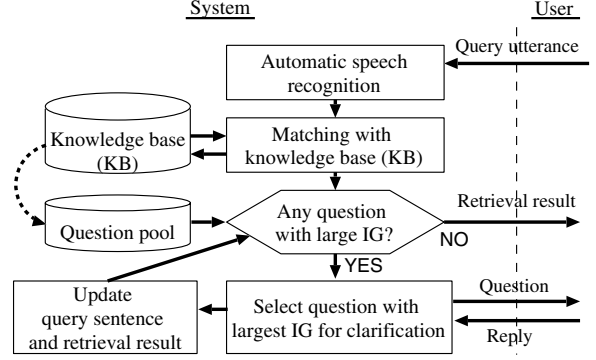 System
User
Query utterance
Automatic speech
recognition
Knowledge base
(KB)
Matching with
knowledge base (KB)
Question pool
Any question
with large IG?
Retrieval result
NO
YES
Update
query sentence
and retrieval result
Select question with
largest IG for clarification
Question
Reply